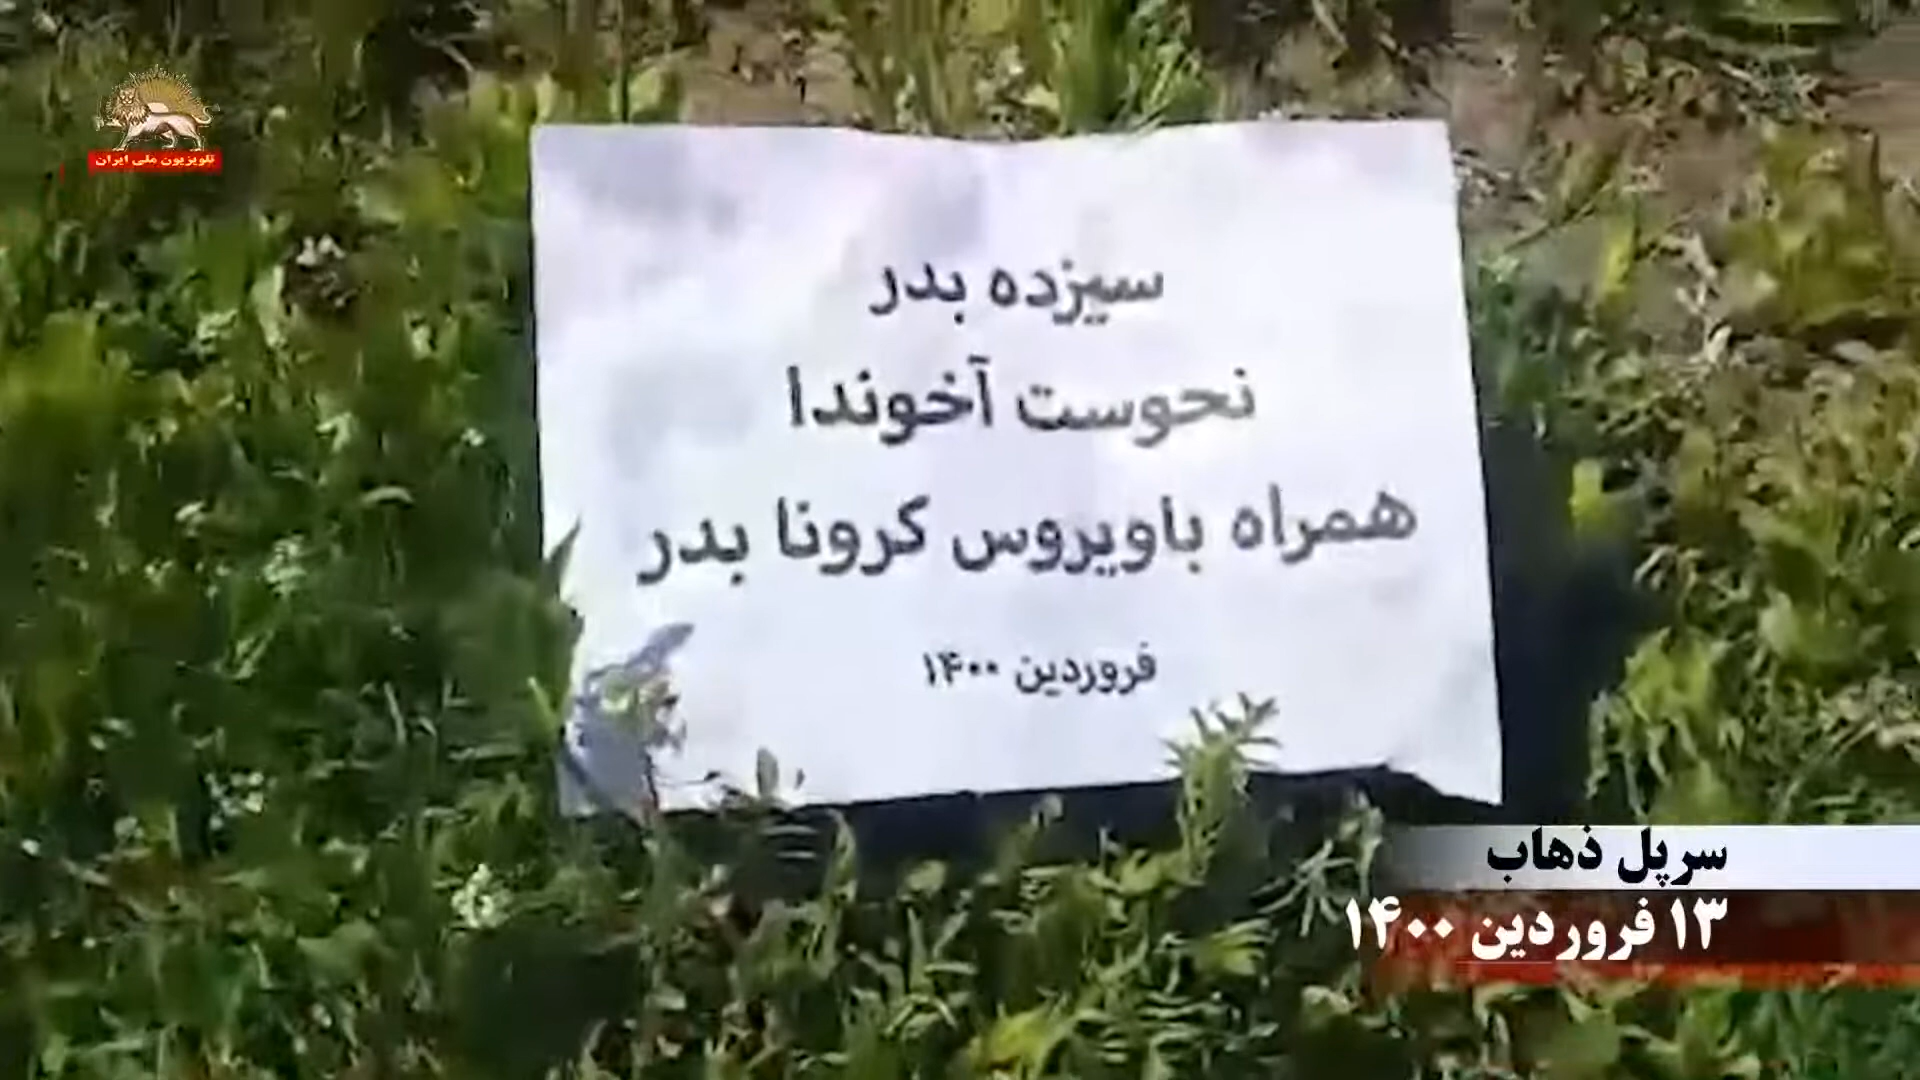 تلویزیون ملی ایران
سیزده بدر
نحوست آخوندا
همراه باویروس کرونا بدر
فروردین ۱۴۰۰
سرپل ذهاب
۱۳ فروردین ۱۴۰۰